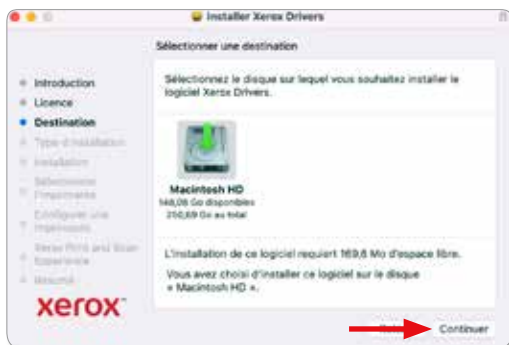 Installer Xerox Drivers
Sélectionner une destination
Introduction
Licence
Destination
Type d'installation
Installation
Sélectionner
l'imprimante
Configurer une
imprimante
Xerox Print and Scan
Experience
Résumé
xerox™
Sélectionnez le disque sur lequel vous souhaitez installer le
logiciel Xerox Drivers.
Macintosh HD
148,08 Go disponibles
250,69 Go au total
L'installation de ce logiciel requiert 169,6 Mo d'espace libre.
Vous avez choisi d'installer ce logiciel sur le disque
« Macintosh HD ».
Continuer